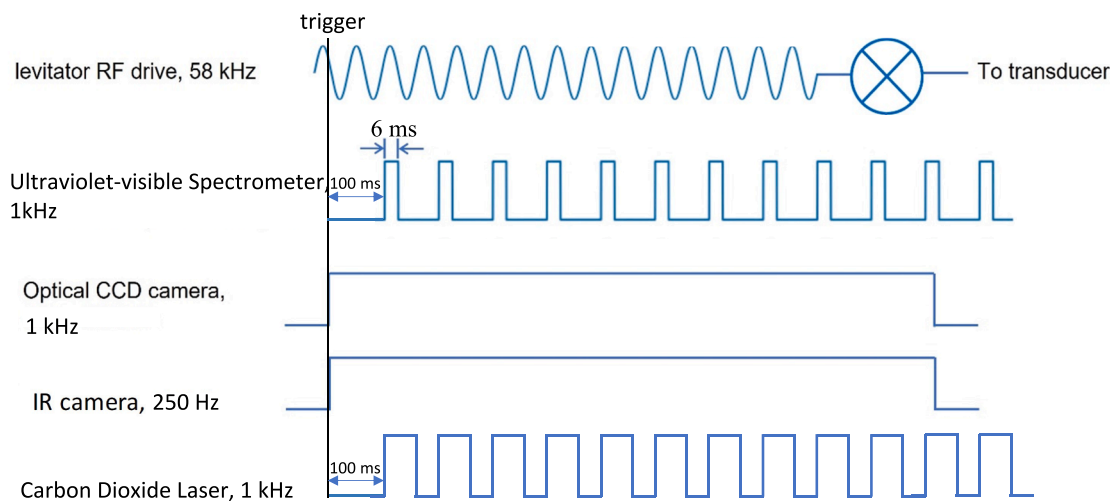 trigger
levitator RF drive, 58 kHz
To transducer
6 ms
Ultraviolet-visible Spectrometer,
100 ms
1kHz
Optical CCD camera,
1 kHz
IR camera, 250 Hz
100 ms
Carbon Dioxide Laser, 1 kHz